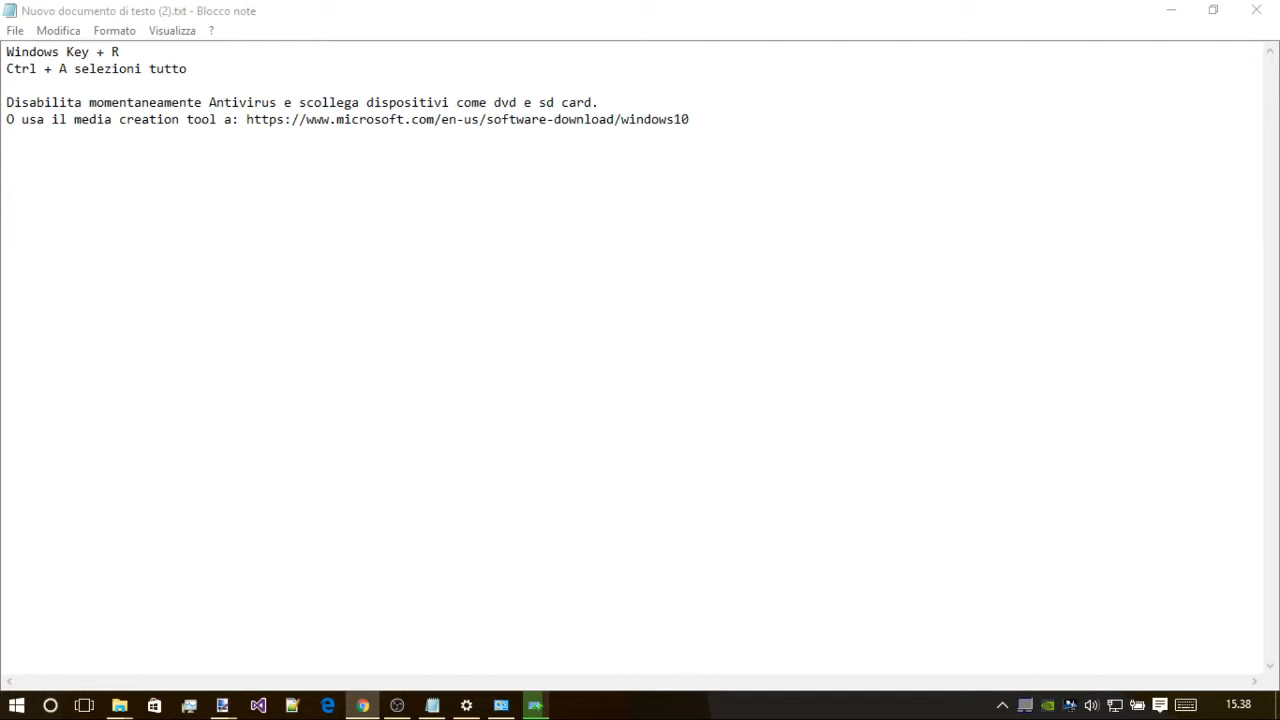 Nuovo documento di testo (2).txt - Blocco note
File Modifica Formato Visualizza ?
Windows Key + R
Ctrl + A selezioni tutto
Disabilita momentaneamente Antivirus e scollega dispositivi come dvd e sd card.
O usa il media creation tool a: https://www.microsoft.com/en-us/software-download/windows10
15.38